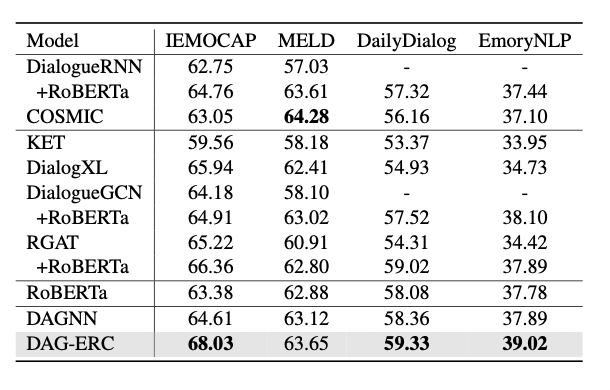 Model IEMOCAP MELD DailyDialog EmoryNLP
DialogueRNN 62.75 57.03 - -
+RoBERTa 64.76 63.61 57.32 37.44
COSMIC 63.05 64.28 56.16 37.10
KET 59.56 58.18 53.37 33.95
DialogXL 65.94 62.41 54.93 34.73
DialogueGCN 64.18 58.10 - -
+RoBERTa 64.91 63.02 57.52 38.10
RGAT 65.22 60.91 54.31 34.42
+RoBERTa 66.36 62.80 59.02 37.89
RoBERTa 63.38 62.88 58.08 37.78
DAGNN 64.61 63.12 58.36 37.89
DAG-ERC 68.03 63.65 59.33 39.02